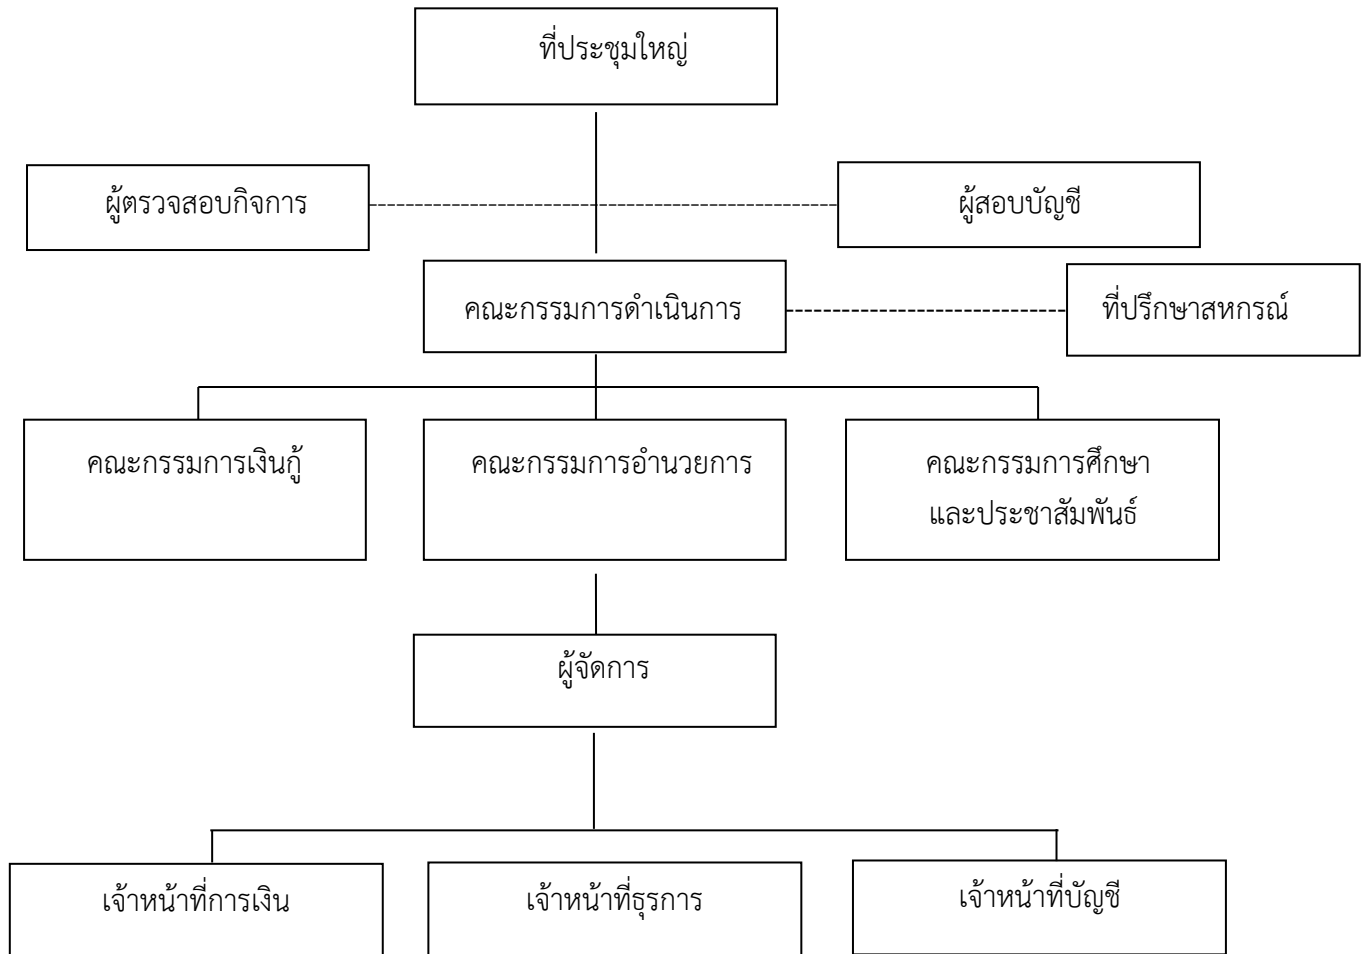 ที่ประชุมใหญ่
ผู้ตรวจสอบกิจการ
ผู้สอบบัญชี
คณะกรรมการดำเนินการ
ที่ปรึกษาสหกรณ์
คณะกรรมการเงินกู้
คณะกรรมการอำนวยการ
คณะกรรมการศึกษา
และประชาสัมพันธ์
ผู้จัดการ
เจ้าหน้าที่การเงิน
เจ้าหน้าที่ธุรการ
เจ้าหน้าที่บัญชี